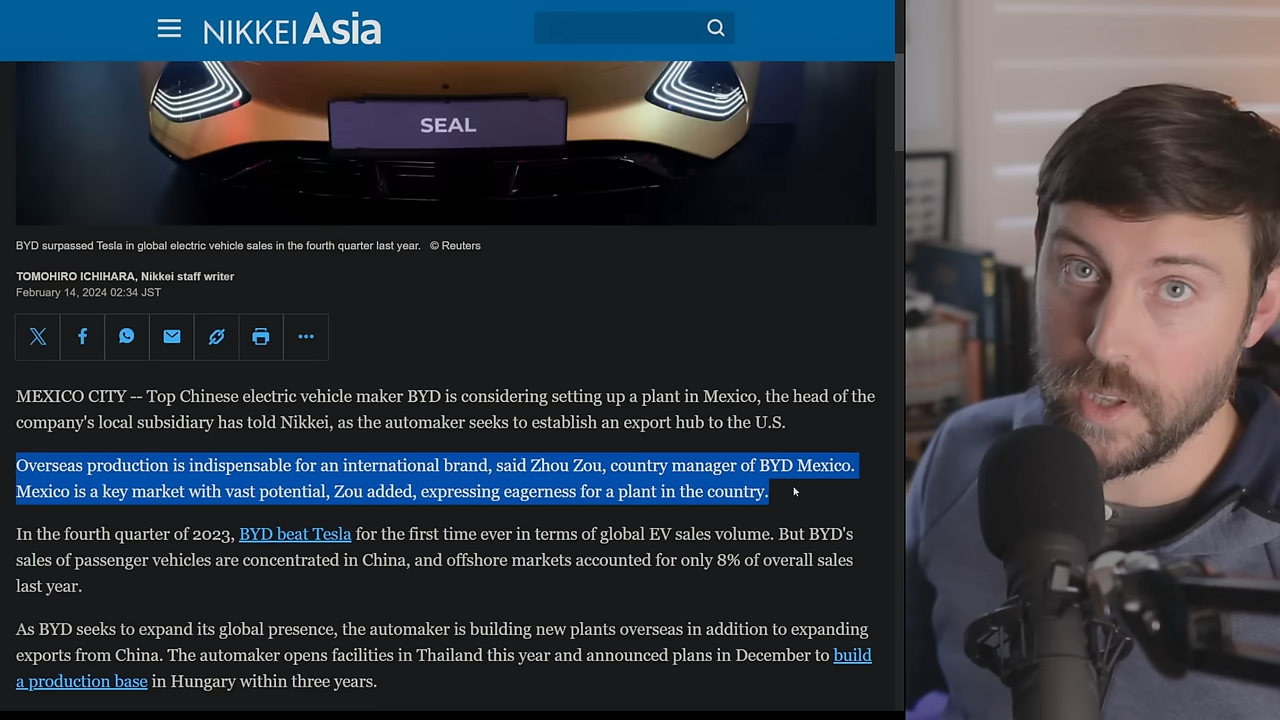 NIKKEI Asia
SEAL
BYD surpassed Tesla in global electric vehicle sales in the fourth quarter last year. © Reuters
TOMOHIRO ICHIHARA, Nikkei staff writer
February 14, 2024 02:34 JST
MEXICO CITY -- Top Chinese electric vehicle maker BYD is considering setting up a plant in Mexico, the head of the
company's local subsidiary has told Nikkei, as the automaker seeks to establish an export hub to the U.S.
Overseas production is indispensable for an international brand, said Zhou Zou, country manager of BYD Mexico.
Mexico is a key market with vast potential, Zou added, expressing eagerness for a plant in the country.
In the fourth quarter of 2023, BYD beat Tesla for the first time ever in terms of global EV sales volume. But BYD's
sales of passenger vehicles are concentrated in China, and offshore markets accounted for only 8% of overall sales
last year.
As BYD seeks to expand its global presence, the automaker is building new plants overseas in addition to expanding
exports from China. The automaker opens facilities in Thailand this year and announced plans in December to build
a production base in Hungary within three years.